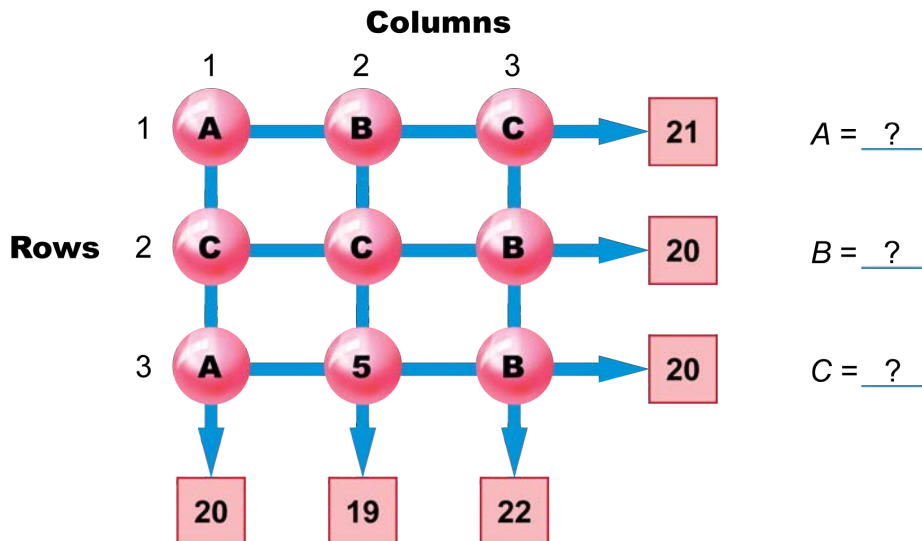 Columns
1 2 3
1 A B C 21 A = ?
Rows 2 C C B 20 B = ?
3 A 5 B 20 C = ?
20 19 22